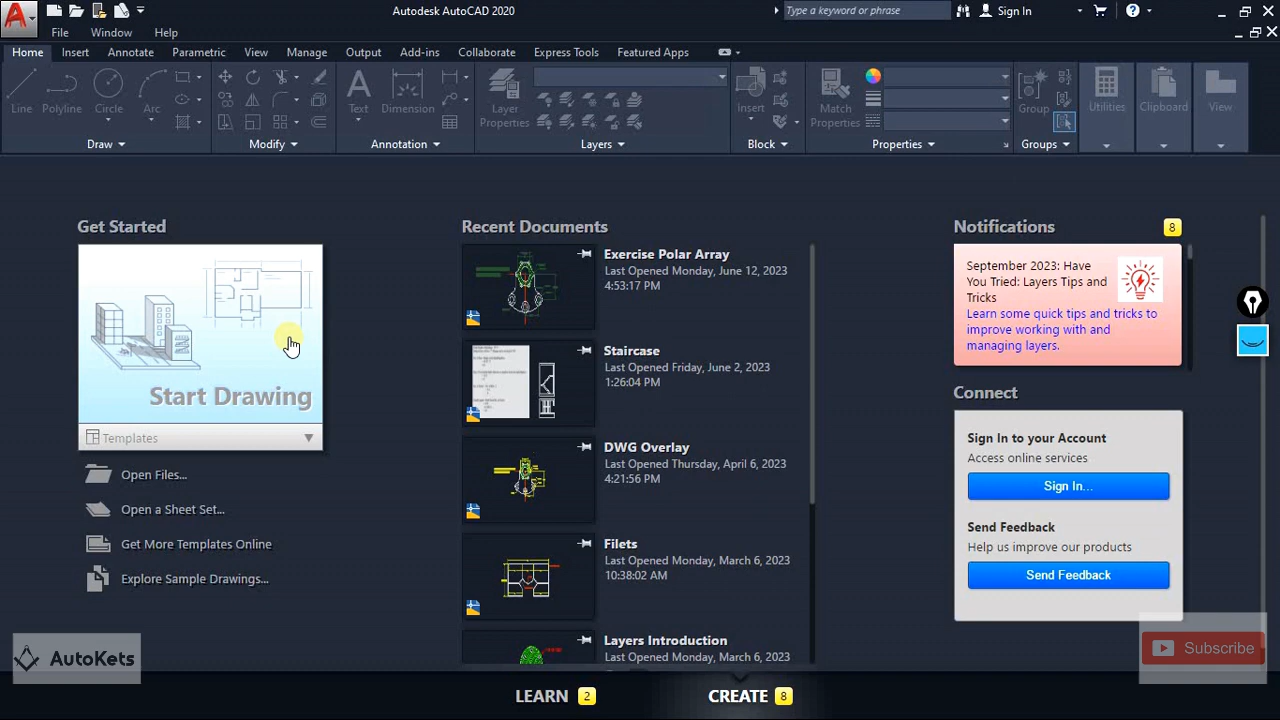 Autodesk AutoCAD 2020
Type a keyword or phrase
Sign In
File Window Help
Home Insert Annotate Parametric View Manage Output Add-ins Collaborate Express Tools Featured Apps
Line Polyline Circle Arc
Text Dimension
Layer
Properties
Insert
Match
Properties
Group
Utilities
Clipboard
View
Draw Modify Annotation Layers Block Properties Groups
Get Started
Start Drawing
Templates
Open Files...
Open a Sheet Set...
Get More Templates Online
Explore Sample Drawings...
Recent Documents
Exercise Polar Array
Last Opened Monday, June 12, 2023
4:53:17 PM
Staircase
Last Opened Friday, June 2, 2023
1:26:04 PM
DWG Overlay
Last Opened Thursday, April 6, 2023
4:21:56 PM
Filets
Last Opened Monday, March 6, 2023
10:38:02 AM
Layers Introduction
Last Opened Monday, March 6, 2023
Notifications
8
September 2023: Have
You Tried: Layers Tips and
Tricks
Learn some quick tips and tricks to
improve working with and
managing layers.
Connect
Sign In to your Account
Access online services
Sign In...
Send Feedback
Help us improve our products
Send Feedback
AutoKets
Subscribe
LEARN 2
CREATE 8